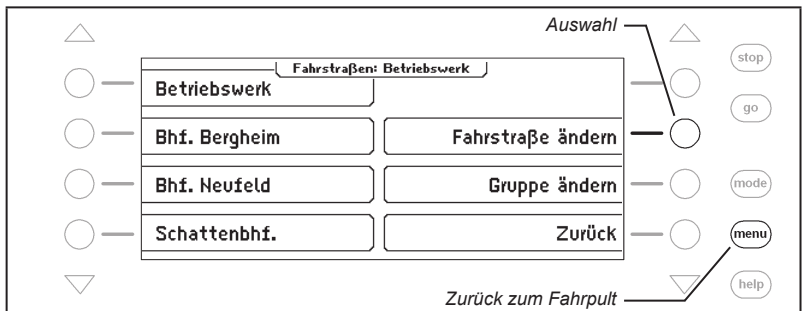 Auswahl
stop
Fahrstraßen: Betriebswerk
Betriebswerk
go
Bhf. Bergheim
Fahrstraße ändern
Bhf. Neufeld
Gruppe ändern
mode
Schattenbhf.
Zurück
menu
help
Zurück zum Fahrpult